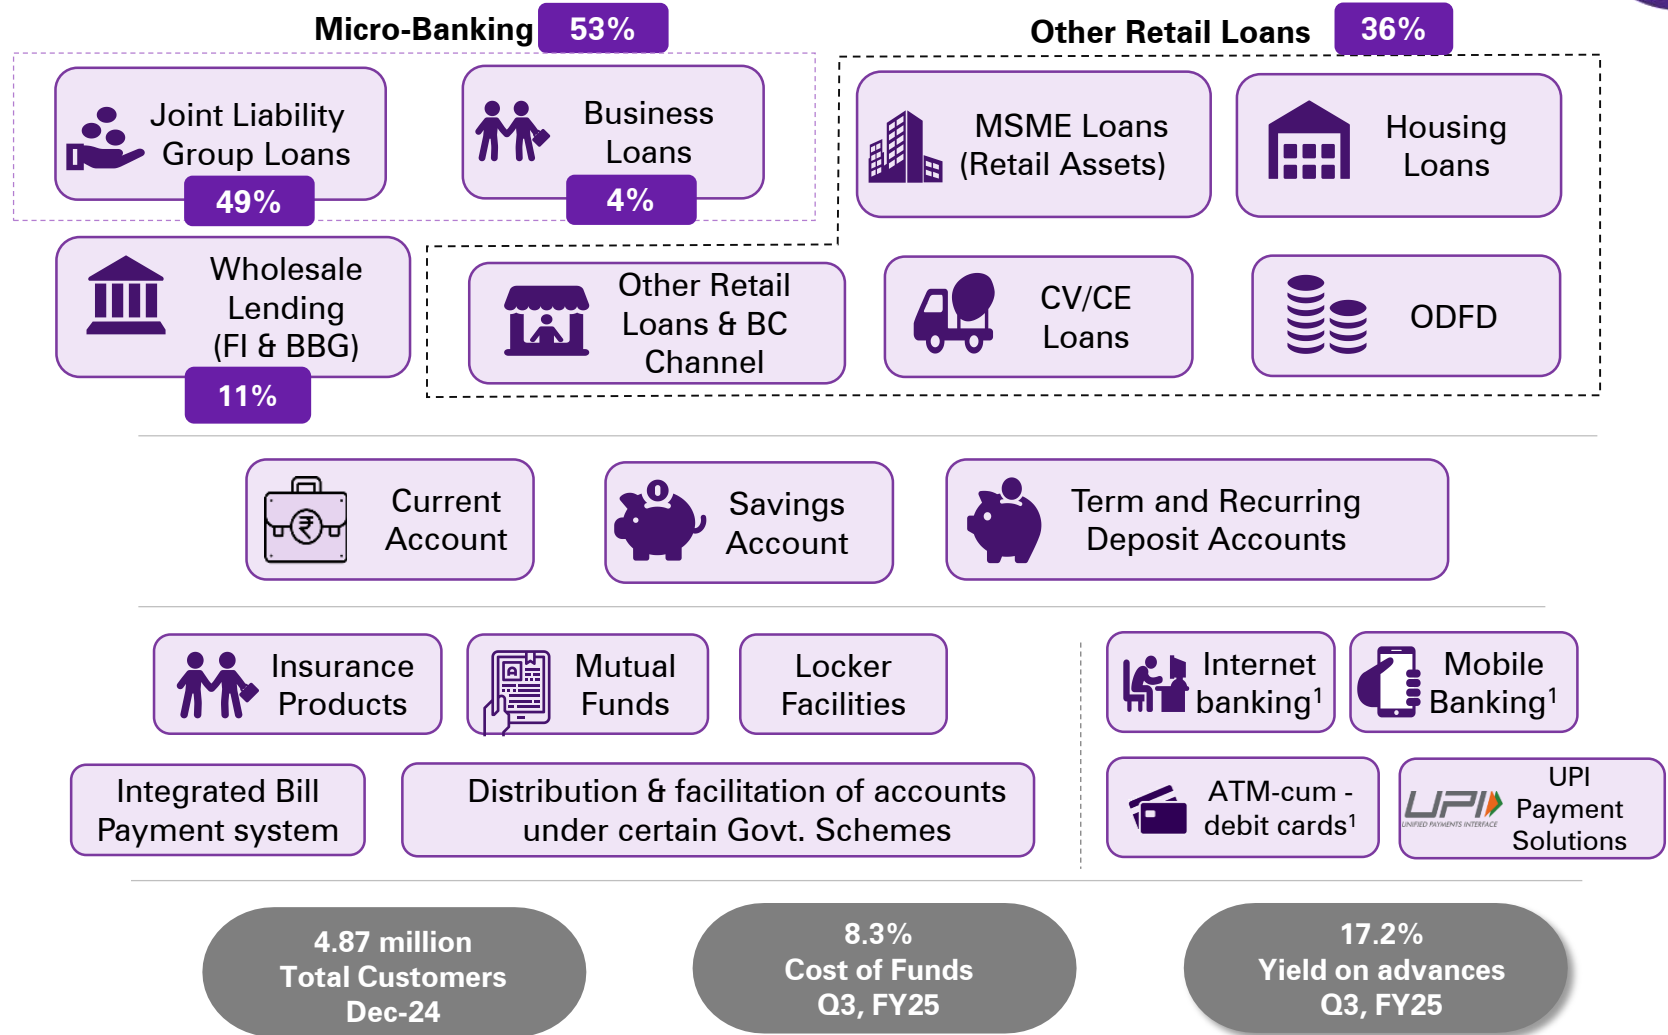 Micro-Banking 53%
Other Retail Loans 36%
Joint Liability
Group Loans
49%
Business
Loans
4%
MSME Loans
(Retail Assets)
Housing
Loans
Wholesale
Lending
(FI & BBG)
11%
Other Retail
Loans & BC
Channel
CV/CE
Loans
ODFD
₹
Current
Account
Savings
Account
Term and Recurring
Deposit Accounts
Insurance
Products
Mutual
Funds
Locker
Facilities
Internet
banking¹
Mobile
Banking¹
Integrated Bill
Payment system
Distribution & facilitation of accounts
under certain Govt. Schemes
ATM-cum -
debit cards¹
UPI
UNIFIED PAYMENTS INTERFACE
UPI
Payment
Solutions
4.87 million
Total Customers
Dec-24
8.3%
Cost of Funds
Q3, FY25
17.2%
Yield on advances
Q3, FY25